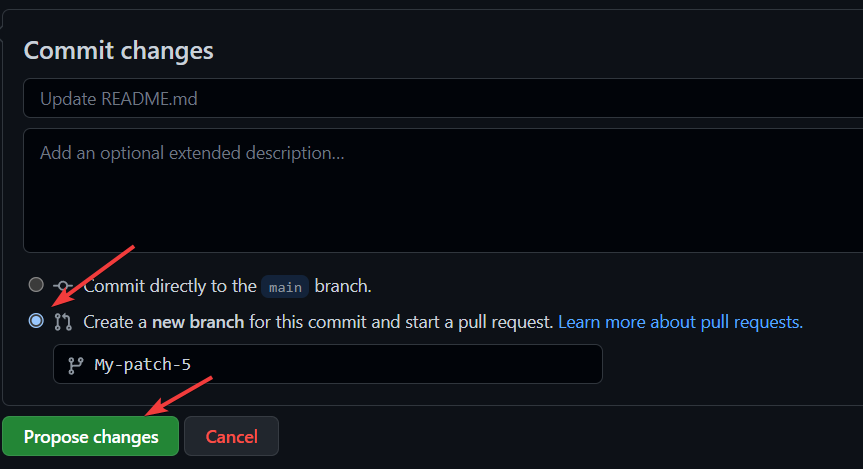 Commit changes
Update README.md
Add an optional extended description...
Commit directly to the main branch.
Create a new branch for this commit and start a pull request. Learn more about pull requests.
My-patch-5
Propose changes
Cancel